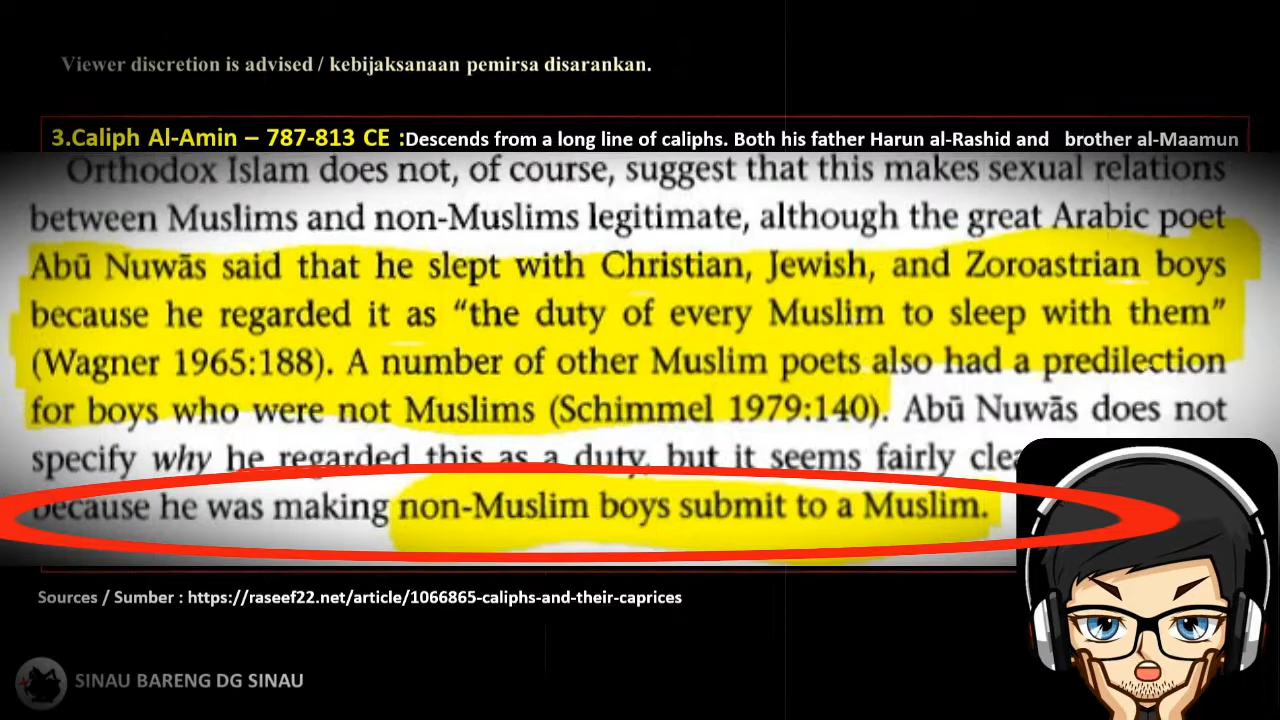 Viewer discretion is advised / kebijaksanaan pemirsa disarankan.
3.Caliph Al-Amin – 787-813 CE :Descends from a long line of caliphs. Both his father Harun al-Rashid and brother al-Maamun
Orthodox Islam does not, of course, suggest that this makes sexual relations
between Muslims and non-Muslims legitimate, although the great Arabic poet
Abū Nuwās said that he slept with Christian, Jewish, and Zoroastrian boys
because he regarded it as “the duty of every Muslim to sleep with them”
(Wagner 1965:188). A number of other Muslim poets also had a predilection
for boys who were not Muslims (Schimmel 1979:140). Abū Nuwās does not
specify why he regarded this as a duty, but it seems fairly
because he was making non-Muslim boys submit to a Muslim.
Sources / Sumber : https://raseef22.net/article/1066865-caliphs-and-their-caprices
SINAU BARENG DG SINAU